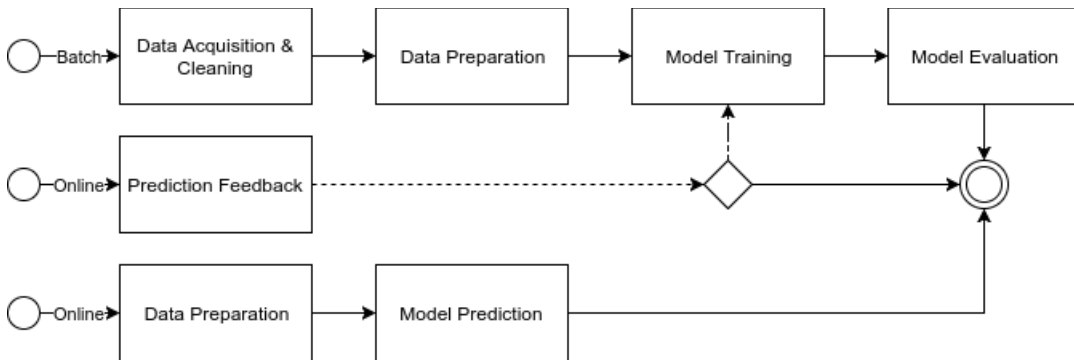 Batch
Data Acquisition &
Cleaning
Data Preparation
Model Training
Model Evaluation
Online
Prediction Feedback
Online
Data Preparation
Model Prediction